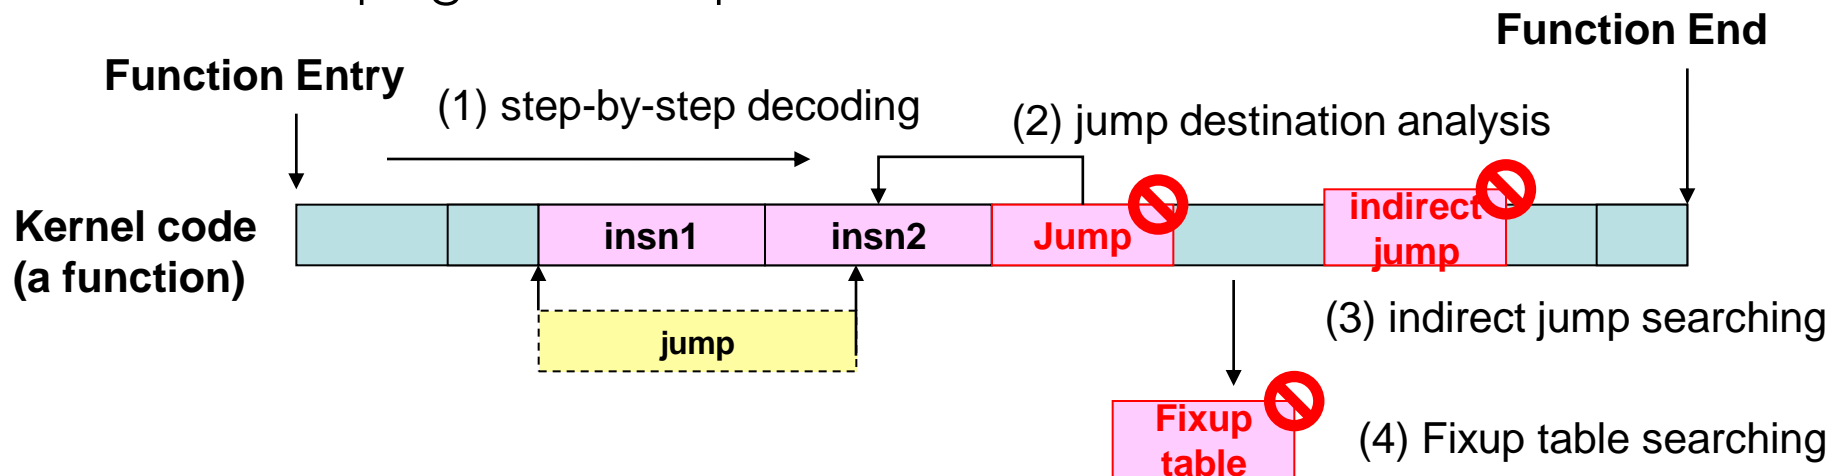 Function End
Function Entry
(1) step-by-step decoding
(2) jump destination analysis
Kernel code
(a function)
insn1
insn2
Jump
indirect
jump
jump
(3) indirect jump searching
Fixup
table
(4) Fixup table searching